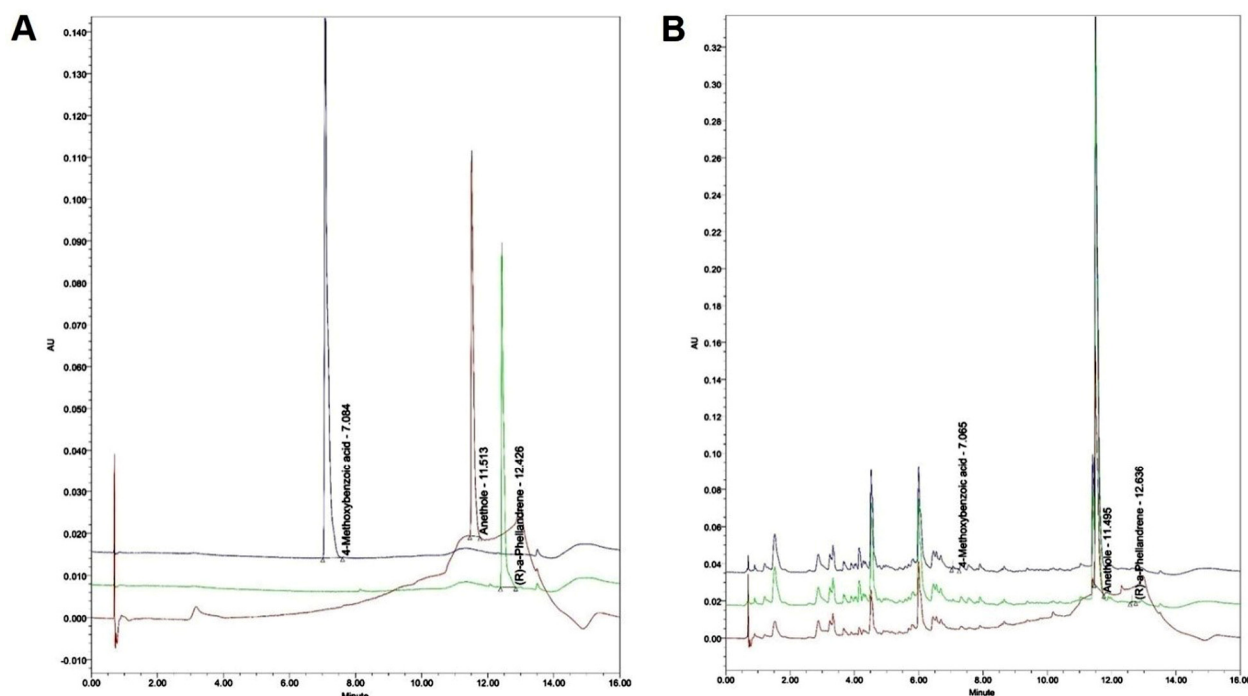 A
0.140
0.130
0.120
0.110
0.100
0.090
0.080
0.070
0.060
0.050
0.040
0.030
0.020
0.010
0.000
-0.010
AU
4-Methoxybenzoic acid - 7.084
Anethole - 11.513
(R)-a-Phellandrene - 12.426
0.00 2.00 4.00 6.00 8.00 10.00 12.00 14.00 16.00
Minute
B
0.32
0.30
0.28
0.26
0.24
0.22
0.20
0.18
0.16
0.14
0.12
0.10
0.08
0.06
0.04
0.02
0.00
AU
4-Methoxybenzoic acid - 7.065
Anethole - 11.495
(R)-a-Phellandrene - 12.636
0.00 2.00 4.00 6.00 8.00 10.00 12.00 14.00 16.00
Minute